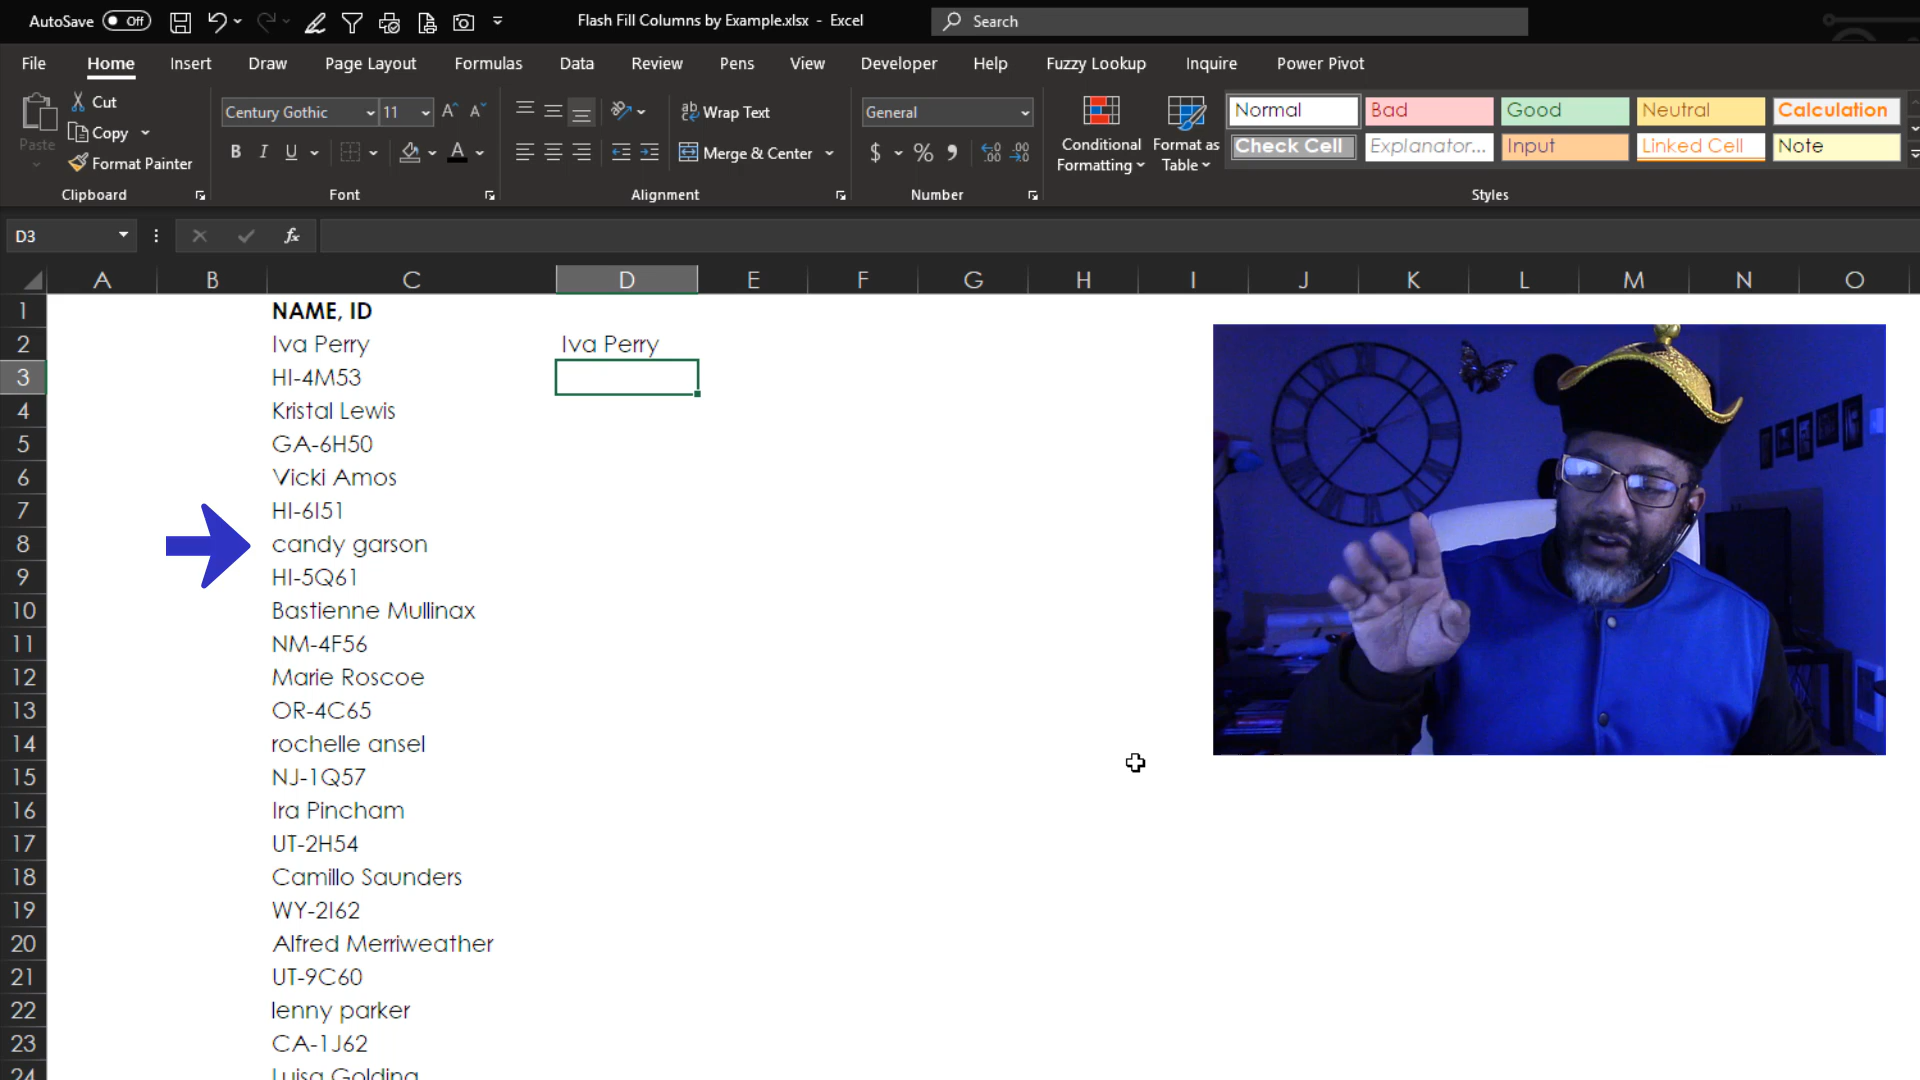 AutoSave Off Flash Fill Columns by Example.xlsx - Excel Search
File Home Insert Draw Page Layout Formulas Data Review Pens View Developer Help Fuzzy Lookup Inquire Power Pivot
Paste
Cut
Copy
Format Painter
Clipboard
Century Gothic 11
B I U
Font
Wrap Text
Merge & Center
Alignment
General
$ % 9
Number
Conditional Formatting
Format as Table
Normal Bad Good Neutral Calculation
Check Cell Explanator... Input Linked Cell Note
Styles
D3 fx
A B C D E F G H I J K L M N O
1 NAME, ID
2 Iva Perry Iva Perry
3 HI-4M53
4 Kristal Lewis
5 GA-6H50
6 Vicki Amos
7 HI-6I51
8 candy garson
9 HI-5Q61
10 Bastienne Mullinax
11 NM-4F56
12 Marie Roscoe
13 OR-4C65
14 rochelle ansel
15 NJ-1Q57
16 Ira Pincham
17 UT-2H54
18 Camillo Saunders
19 WY-2I62
20 Alfred Merriweather
21 UT-9C60
22 lenny parker
23 CA-1J62
24 Luisa Golding